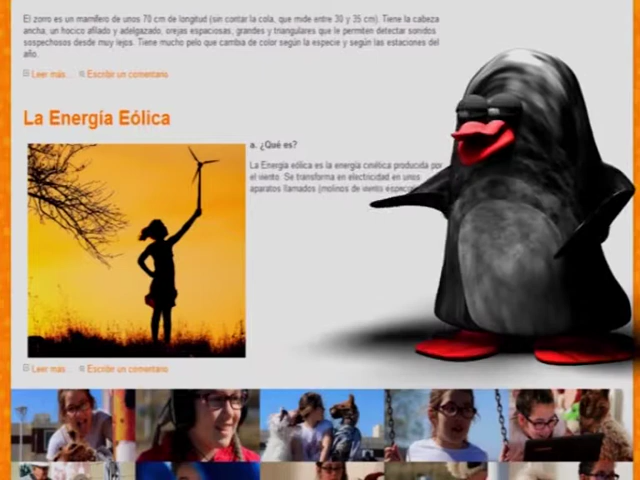 El zorro es un mamífero de unos 70 cm de longitud (sin contar la cola, que mide entre 30 y 35 cm). Tiene la cabeza
ancha, un hocico afilado y adelgazado, orejas espaciosas, grandes y triangulares que le permiten detectar sonidos
sospechosos desde muy lejos. Tiene mucho pelo que cambia de color según la especie y según las estaciones del
año.
Leer más... Escribir un comentario
La Energía Eólica
a. ¿Qué es?
La Energía eólica es la energía cinética producida por
el viento. Se transforma en electricidad en unos
aparatos llamados (molinos de viento
Leer más... Escribir un comentario